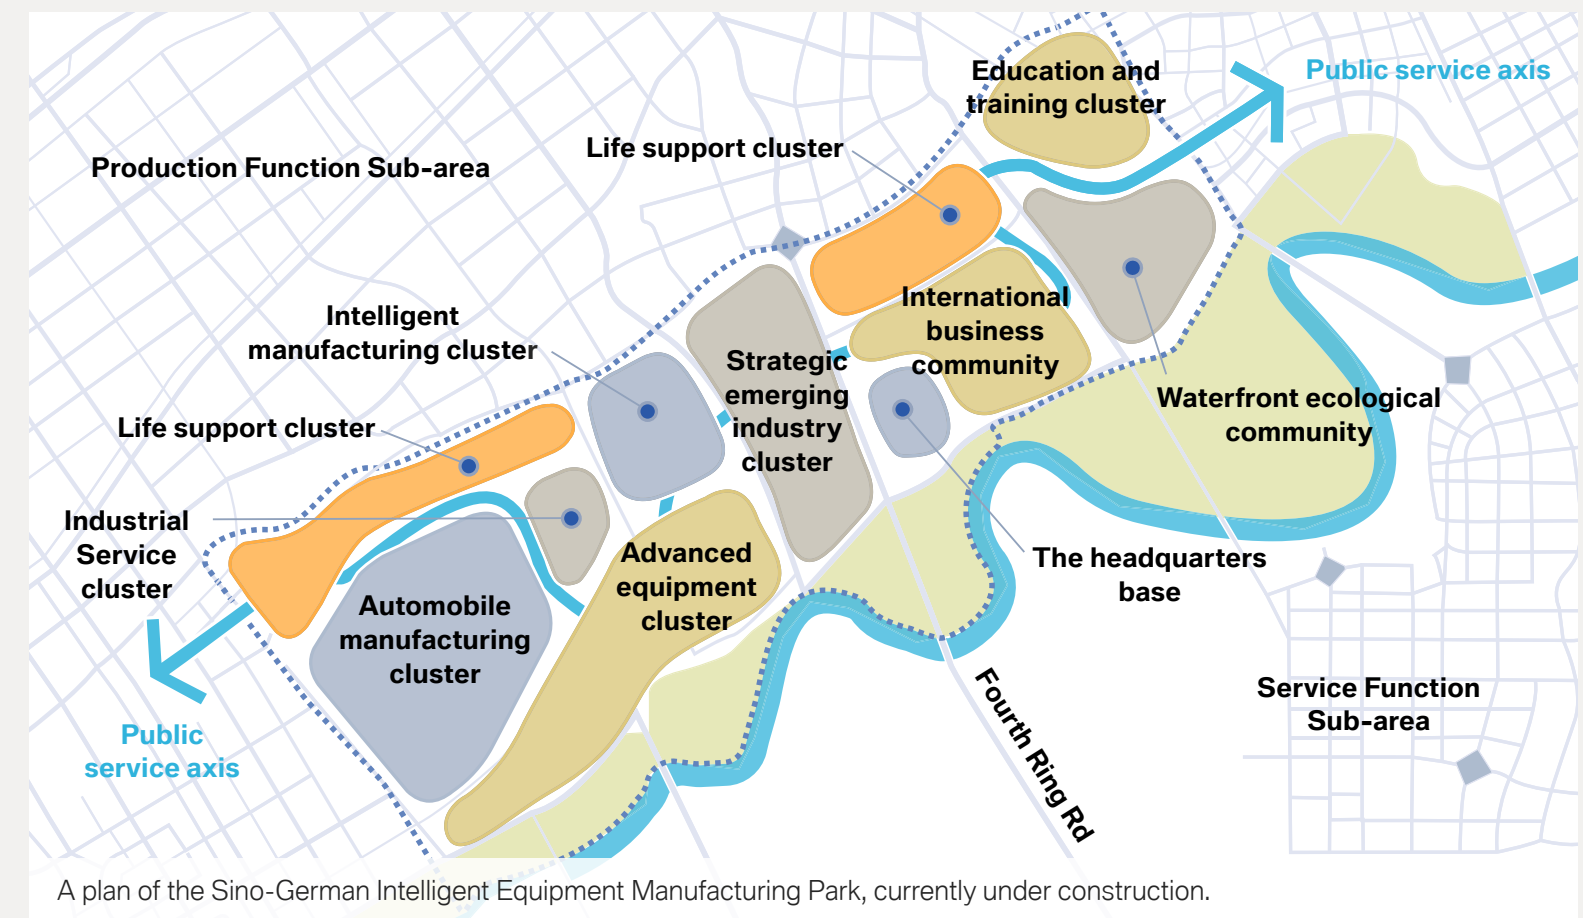 Education and
training cluster
Public service axis
Life support cluster
Production Function Sub-area
International
business
community
Intelligent
manufacturing cluster
Strategic
emerging
industry
cluster
Waterfront ecological
community
Life support cluster
Industrial
Service
cluster
Advanced
equipment
cluster
The headquarters
base
Automobile
manufacturing
cluster
Fourth Ring Rd
Service Function
Sub-area
Public
service axis
A plan of the Sino-German Intelligent Equipment Manufacturing Park, currently under construction.